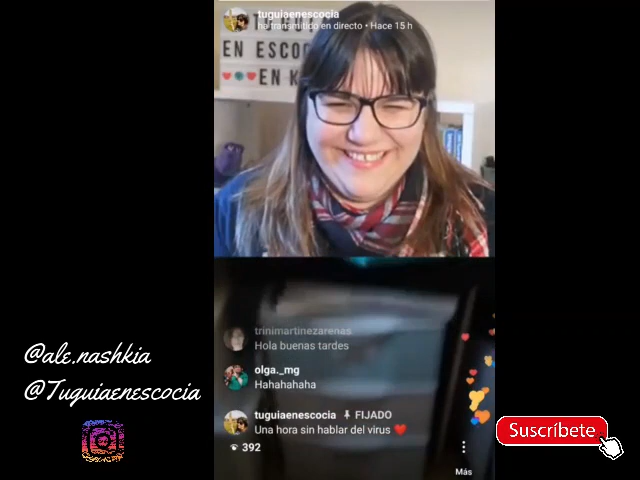 tuguiaenescocia
ha transmitido en directo • Hace 15 h
EN ESCOC
EN K
trinimartinezarenas
Hola buenas tardes
olga._mg
Hahahahaha
tuguiaenescocia FIJADO
Una hora sin hablar del virus ❤️
392
Más
@ale.nashkia
@Tuguiaenescocia
Suscríbete